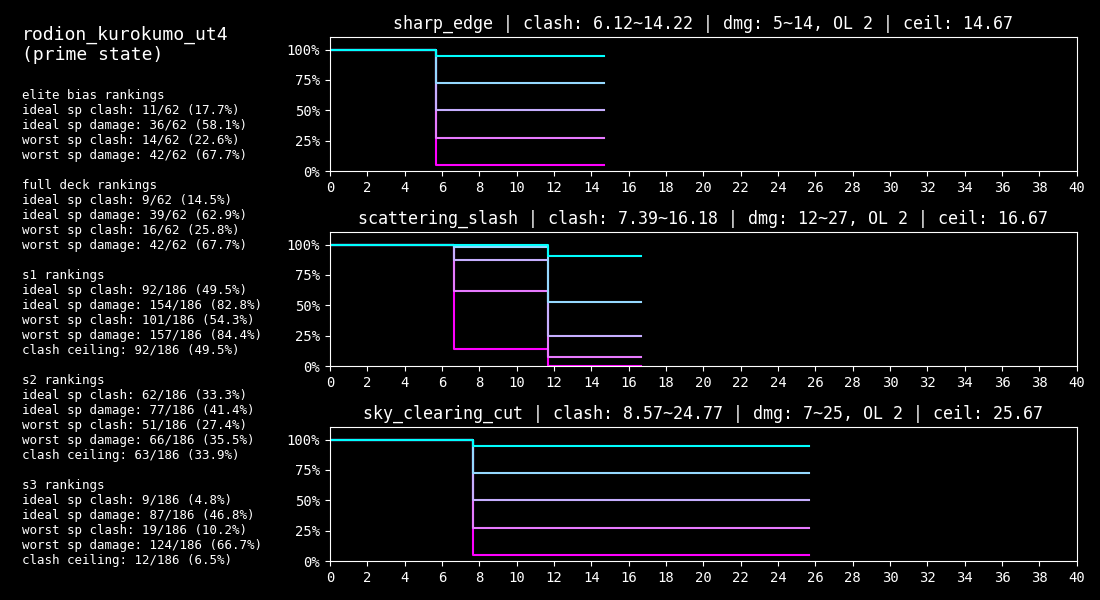 rodion_kurokumo_ut4
(prime state)
elite bias rankings
ideal sp clash: 11/62 (17.7%)
ideal sp damage: 36/62 (58.1%)
worst sp clash: 14/62 (22.6%)
worst sp damage: 42/62 (67.7%)
full deck rankings
ideal sp clash: 9/62 (14.5%)
ideal sp damage: 39/62 (62.9%)
worst sp clash: 16/62 (25.8%)
worst sp damage: 42/62 (67.7%)
s1 rankings
ideal sp clash: 92/186 (49.5%)
ideal sp damage: 154/186 (82.8%)
worst sp clash: 101/186 (54.3%)
worst sp damage: 157/186 (84.4%)
clash ceiling: 92/186 (49.5%)
s2 rankings
ideal sp clash: 62/186 (33.3%)
ideal sp damage: 77/186 (41.4%)
worst sp clash: 51/186 (27.4%)
worst sp damage: 66/186 (35.5%)
clash ceiling: 63/186 (33.9%)
s3 rankings
ideal sp clash: 9/186 (4.8%)
ideal sp damage: 87/186 (46.8%)
worst sp clash: 19/186 (10.2%)
worst sp damage: 124/186 (66.7%)
clash ceiling: 12/186 (6.5%)
sharp_edge | clash: 6.12~14.22 | dmg: 5~14, OL 2 | ceil: 14.67
100%
75%
50%
25%
0%
0 2 4 6 8 10 12 14 16 18 20 22 24 26 28 30 32 34 36 38 40
scattering_slash | clash: 7.39~16.18 | dmg: 12~27, OL 2 | ceil: 16.67
100%
75%
50%
25%
0%
0 2 4 6 8 10 12 14 16 18 20 22 24 26 28 30 32 34 36 38 40
sky_clearing_cut | clash: 8.57~24.77 | dmg: 7~25, OL 2 | ceil: 25.67
100%
75%
50%
25%
0%
0 2 4 6 8 10 12 14 16 18 20 22 24 26 28 30 32 34 36 38 40